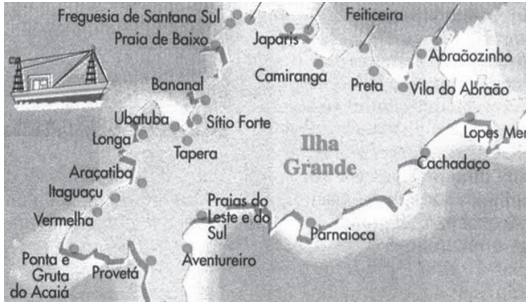 Freguesia de Santana Sul
Feiticeira
Praia de Baixo
Japaris
Abraãozinho
Camiranga
Bananal
Preta
Vila do Abraão
Ubatuba
Sítio Forte
Longa
Tapera
Ilha
Grande
Lopes Men
Cachadaço
Araçatiba
Itaguaçu
Praias do
Leste e do
Sul
Vermelha
Parnaioca
Ponta e
Gruta
do Acaiá
Provetá
Aventureiro